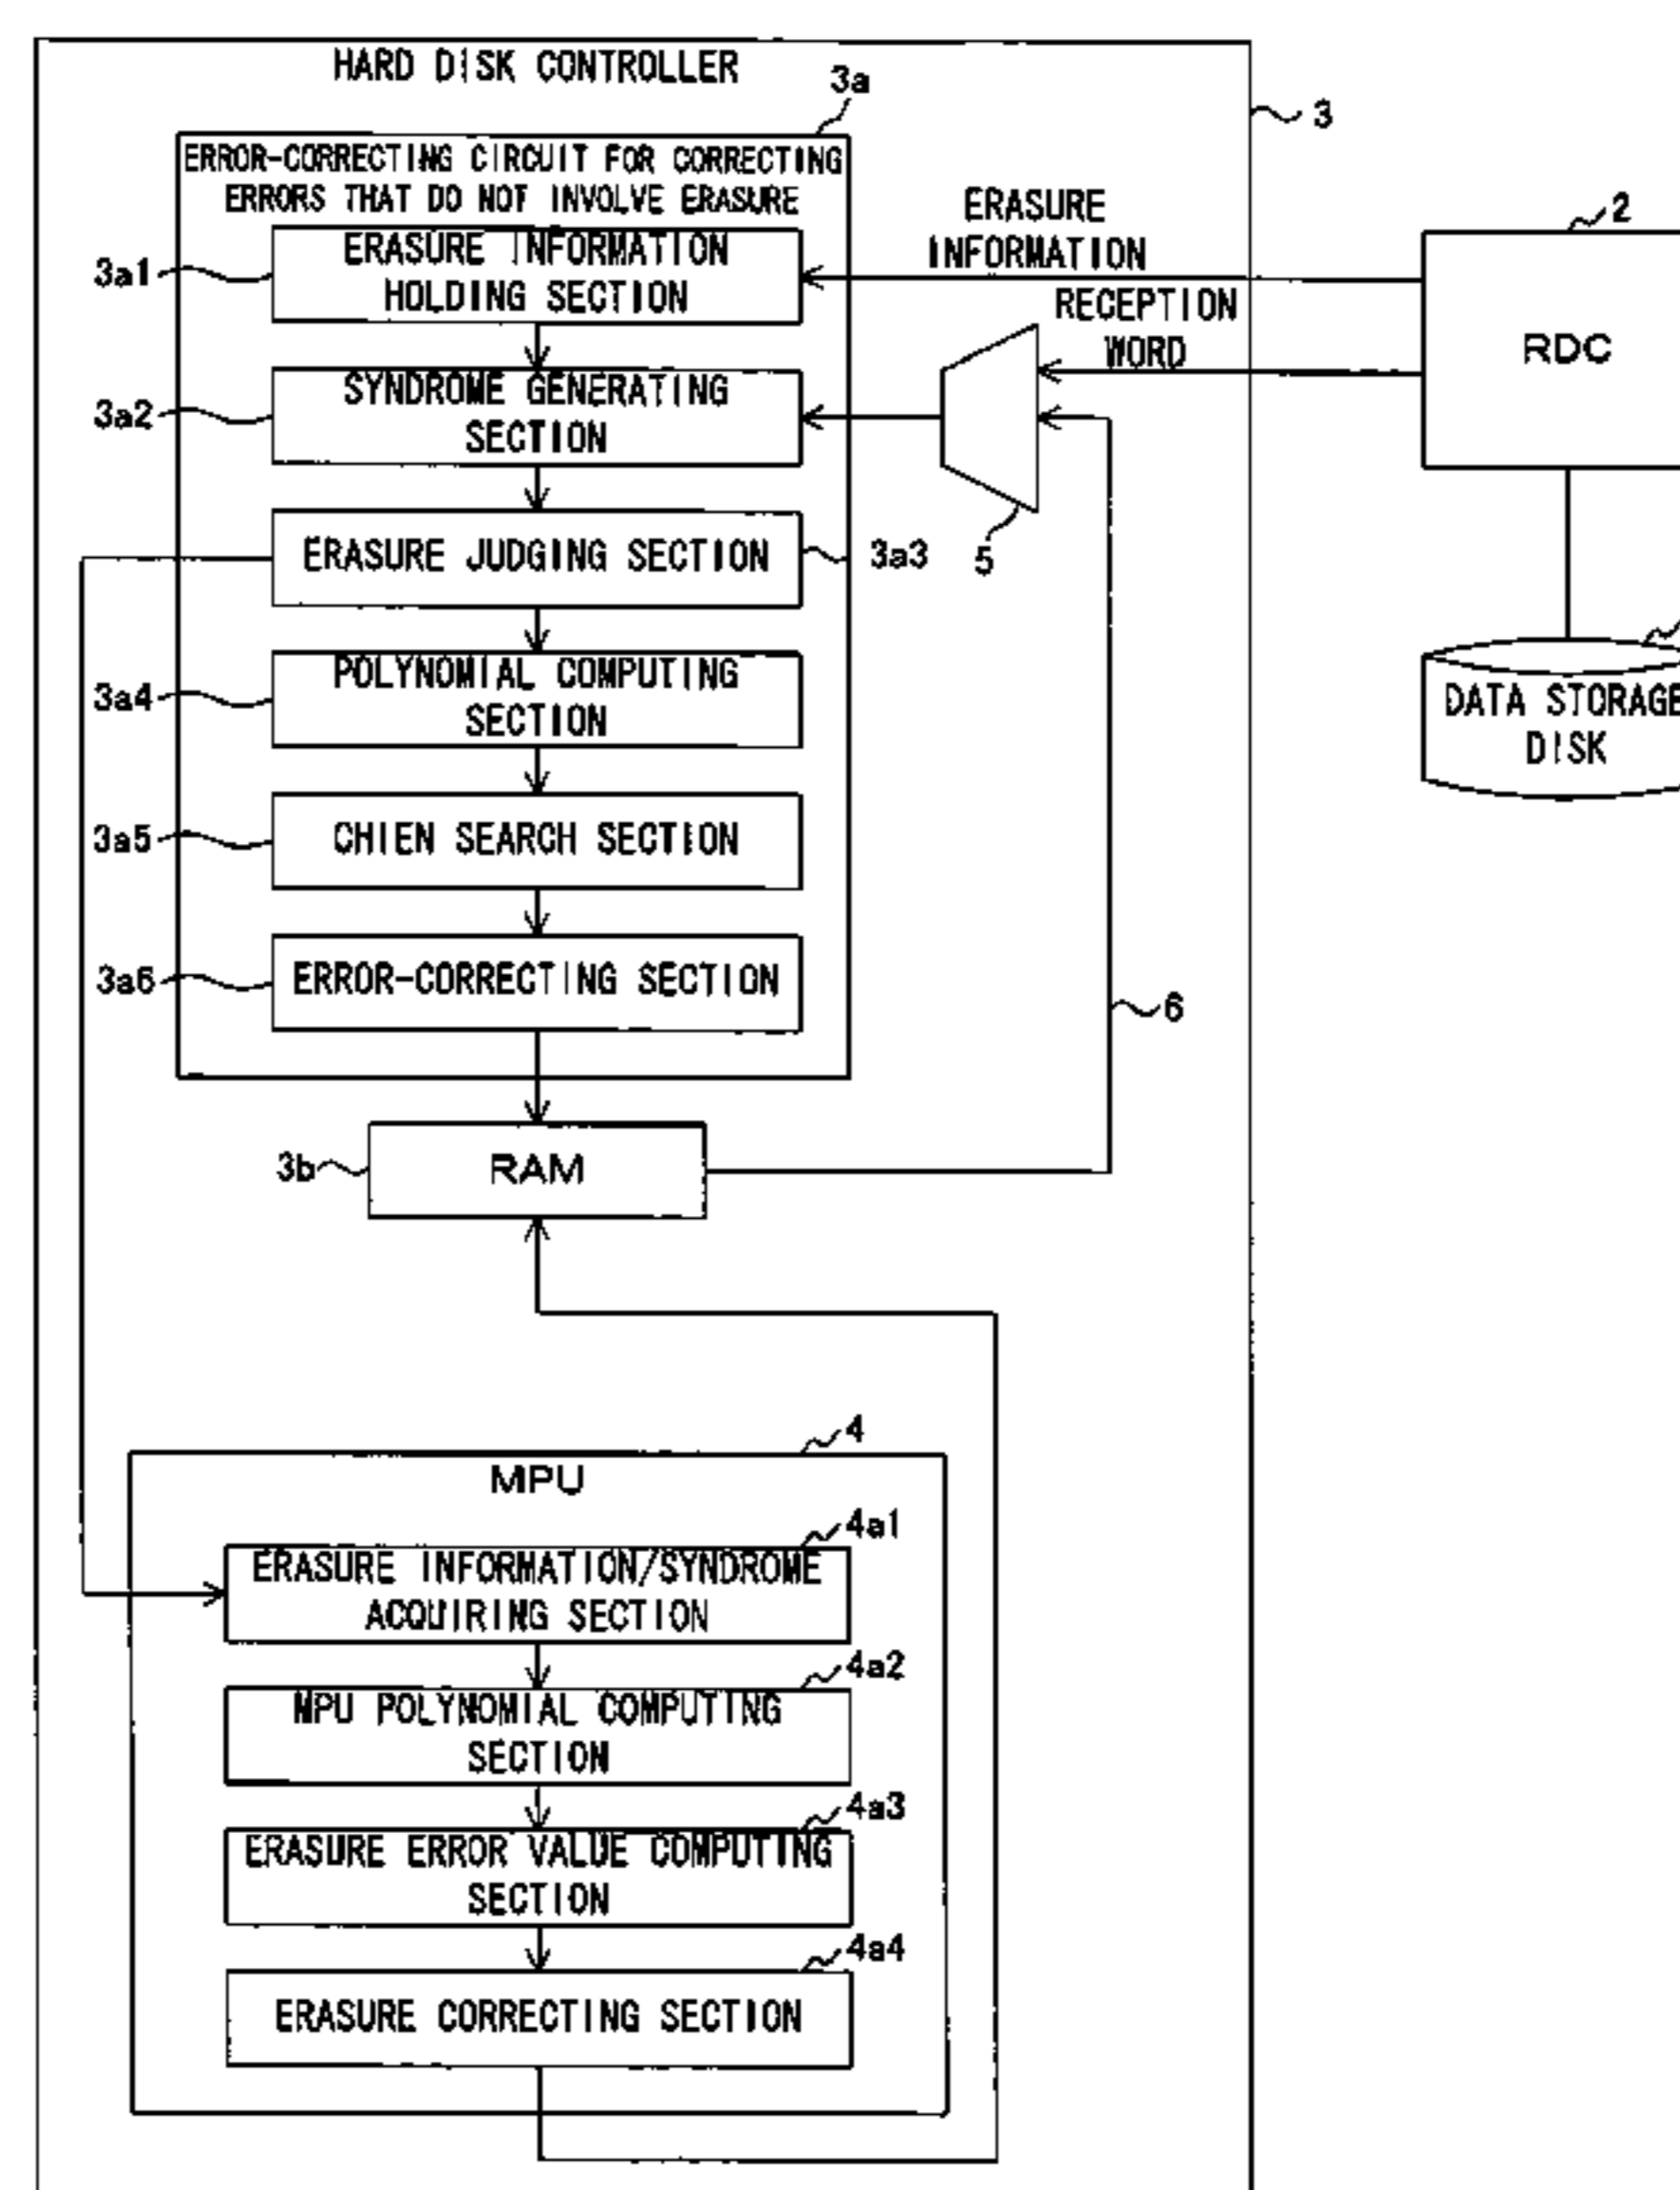 HARD DISK CONTROLLER
3a
3
ERROR-CORRECTING CIRCUIT FOR CORRECTING
ERRORS THAT DO NOT INVOLVE ERASURE
ERASURE
INFORMATION
2
3a1
ERASURE INFORMATION
HOLDING SECTION
RECEPTION
WORD
RDC
3a2
SYNDROME GENERATING
SECTION
ERASURE JUDGING SECTION
3a3
5
3a4
POLYNOMIAL COMPUTING
SECTION
DATA STORAGE
DISK
3a5
CHIEN SEARCH SECTION
3a6
ERROR-CORRECTING SECTION
6
3b
RAM
4
MPU
4a1
ERASURE INFORMATION/SYNDROME
ACQUIRING SECTION
4a2
MPU POLYNOMIAL COMPUTING
SECTION
4a3
ERASURE ERROR VALUE COMPUTING
SECTION
4a4
ERASURE CORRECTING SECTION